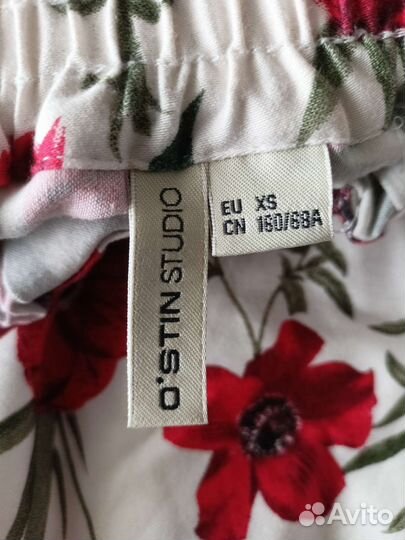 O'STIN STUDIO
EU XS
CN 160/68A
Avito